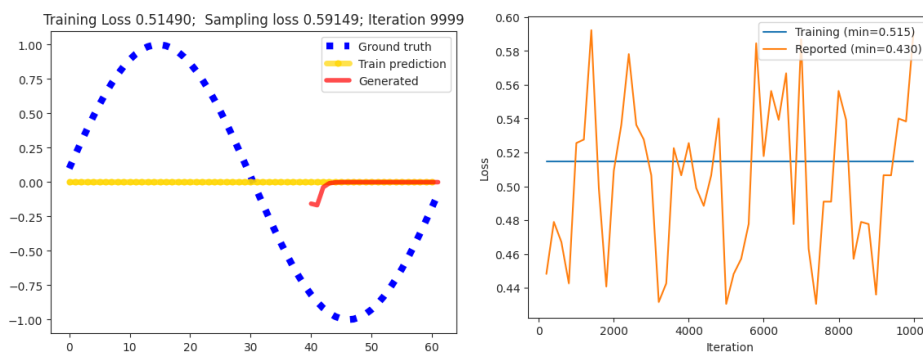 Training Loss 0.51490;  Sampling loss 0.59149; Iteration 9999
1.00
0.75
0.50
0.25
0.00
−0.25
−0.50
−0.75
−1.00
Ground truth
Train prediction
Generated
0 10 20 30 40 50 60
0.60
0.58
0.56
0.54
0.52
0.50
0.48
0.46
0.44
Loss
Training (min=0.515)
Reported (min=0.430)
0 2000 4000 6000 8000 1000
Iteration